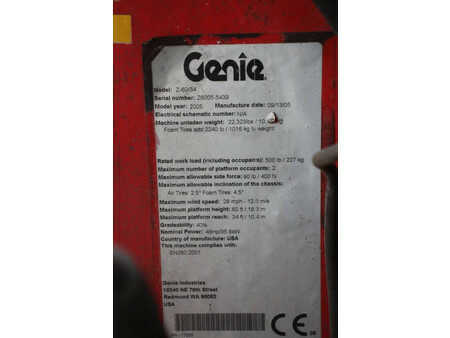 Genie
Model: Z-60/34
Serial number: Z6005-5409
Model year: 2005 Manufacture date: 09/13/05
Electrical schematic number: N/A
Machine unladen weight: 22,323lbs / 10,
Foam Tires add 2240 lb / 1016 kg to weight
Rated work load (including occupants): 500 lb / 227 kg
Maximum number of platform occupants: 2
Maximum allowable side force: 90 lb / 400 N
Maximum allowable inclination of the chassis:
Air Tires: 2.5° Foam Tires: 4.5°
Maximum wind speed: 28 mph - 12.5 m/s
Maximum platform height: 60.5 ft / 18.3 m
Maximum platform reach: 34 ft / 10.4 m
Gradeability: 40%
Nominal Power: 48hp/35.8kW
Country of manufacture: USA
This machine complies with:
EN280:2001
Genie Industries
18340 NE 76th Street
Redmond WA 98052
USA
CE